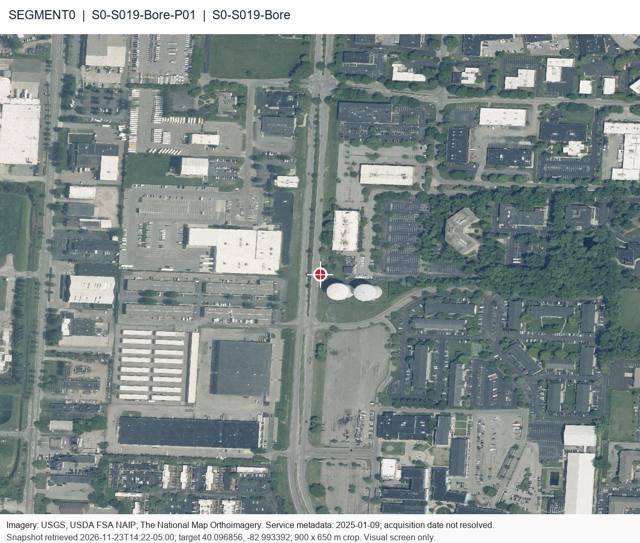 SEGMENT0 | S0-S019-Bore-P01 | S0-S019-Bore
Imagery: USGS, USDA FSA NAIP; The National Map Orthoimagery. Service metadata: 2025-01-09; acquisition date not resolved.
Snapshot retrieved 2026-11-23T14:22-05:00; target 40.096856, -82.993392; 900 x 650 m crop. Visual screen only.